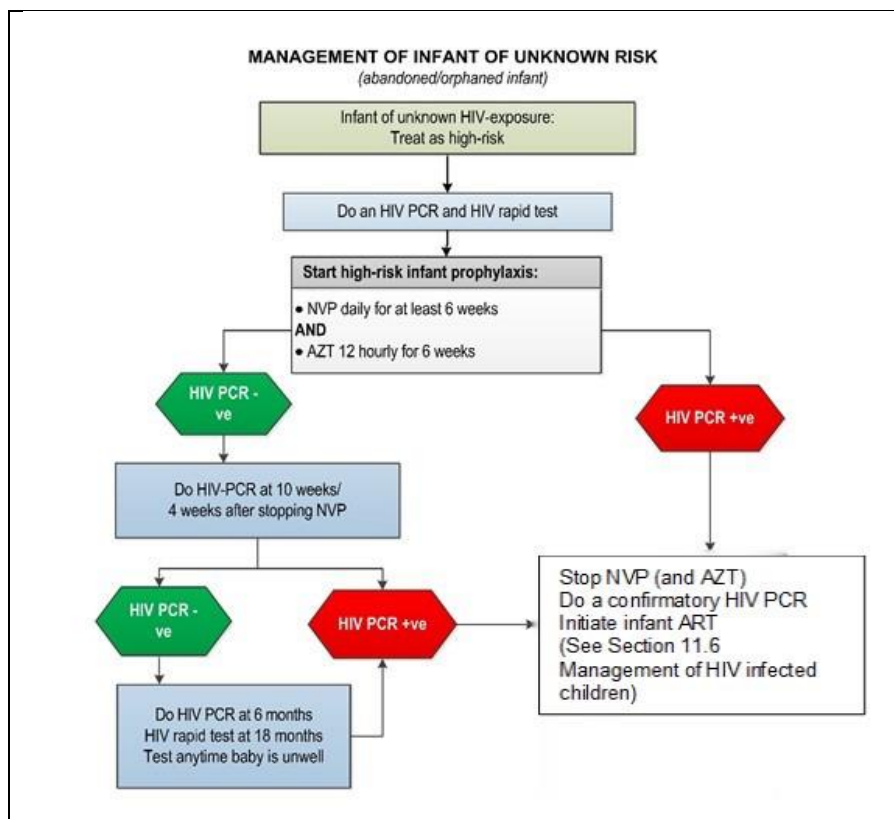 MANAGEMENT OF INFANT OF UNKNOWN RISK
(abandoned/orphaned infant)
Infant of unknown HIV-exposure:
Treat as high-risk
Do an HIV PCR and HIV rapid test
Start high-risk infant prophylaxis:
● NVP daily for at least 6 weeks
AND
● AZT 12 hourly for 6 weeks
HIV PCR -
ve
HIV PCR +ve
Do HIV-PCR at 10 weeks/
4 weeks after stopping NVP
HIV PCR -
ve
HIV PCR +ve
Stop NVP (and AZT)
Do a confirmatory HIV PCR
Initiate infant ART
(See Section 11.6
Management of HIV infected
children)
Do HIV PCR at 6 months
HIV rapid test at 18 months
Test anytime baby is unwell